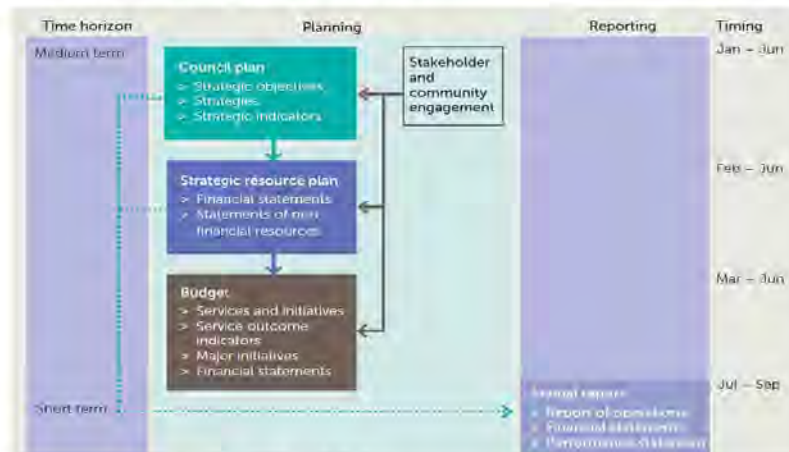 Time horizon
Planning
Reporting
Timing
Medium term
Jan – Jun
Council plan
> Strategic objectives
> Strategies
> Strategic indicators
Stakeholder
and
community
engagement
Feb – Jun
Strategic resource plan
> Financial statements
> Statements of non
financial resources
Mar – Jun
Budget
> Services and initiatives
> Service outcome
indicators
> Major initiatives
> Financial statements
Jul – Sep
Short term
Annual report
> Report of operations
> Financial statements
> Performance statement